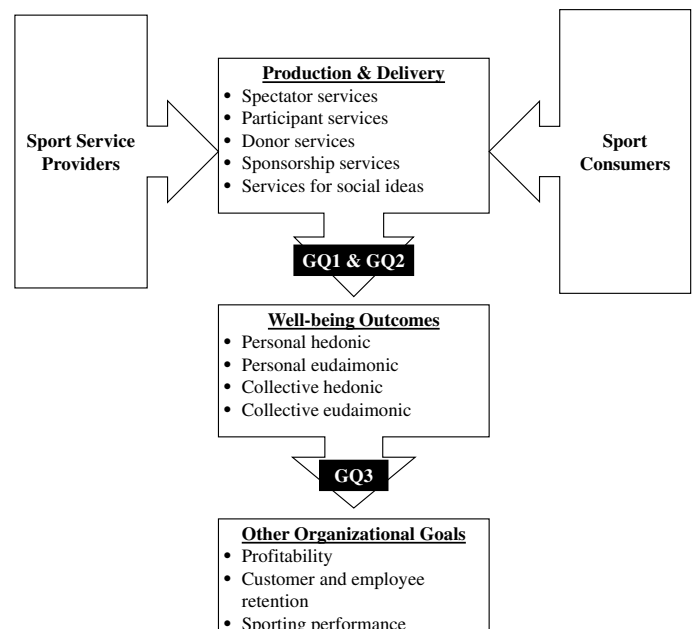 Production & Delivery
• Spectator services
• Participant services
• Donor services
• Sponsorship services
• Services for social ideas
Sport Service
Providers
Sport
Consumers
GQ1 & GQ2
Well-being Outcomes
• Personal hedonic
• Personal eudaimonic
• Collective hedonic
• Collective eudaimonic
GQ3
Other Organizational Goals
• Profitability
• Customer and employee
retention
• Sporting performance